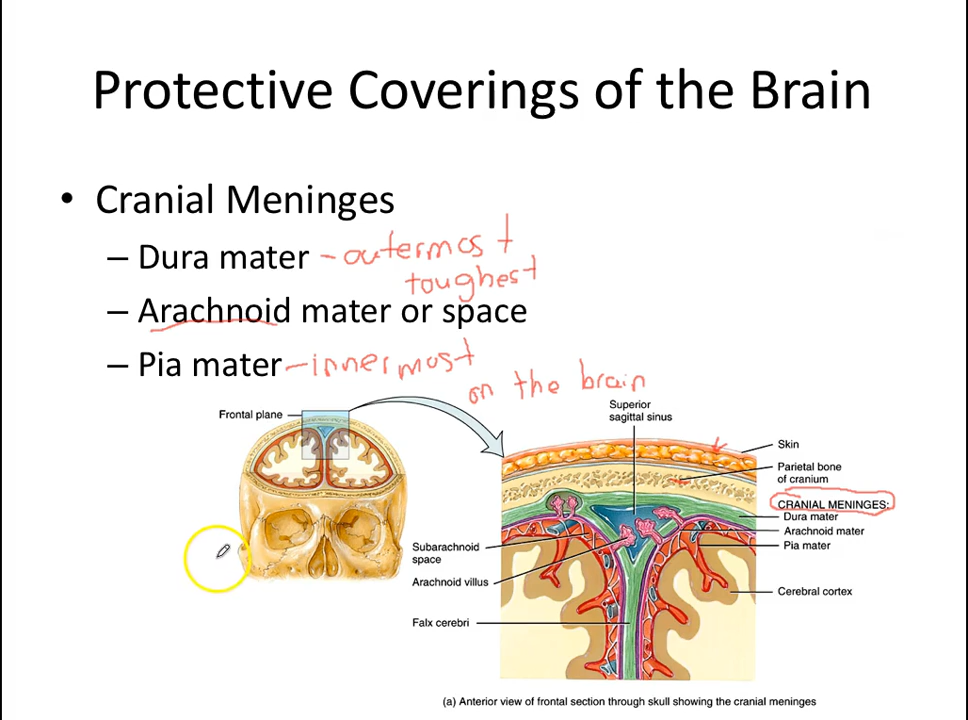 Protective Coverings of the Brain
• Cranial Meninges
– Dura mater - outermost
toughest
– Arachnoid mater or space
– Pia mater - innermost
on the brain
Frontal plane
Superior
sagittal sinus
Skin
Parietal bone
of cranium
CRANIAL MENINGES:
Dura mater
Arachnoid mater
Pia mater
Subarachnoid
space
Arachnoid villus
Cerebral cortex
Falx cerebri
(a) Anterior view of frontal section through skull showing the cranial meninges